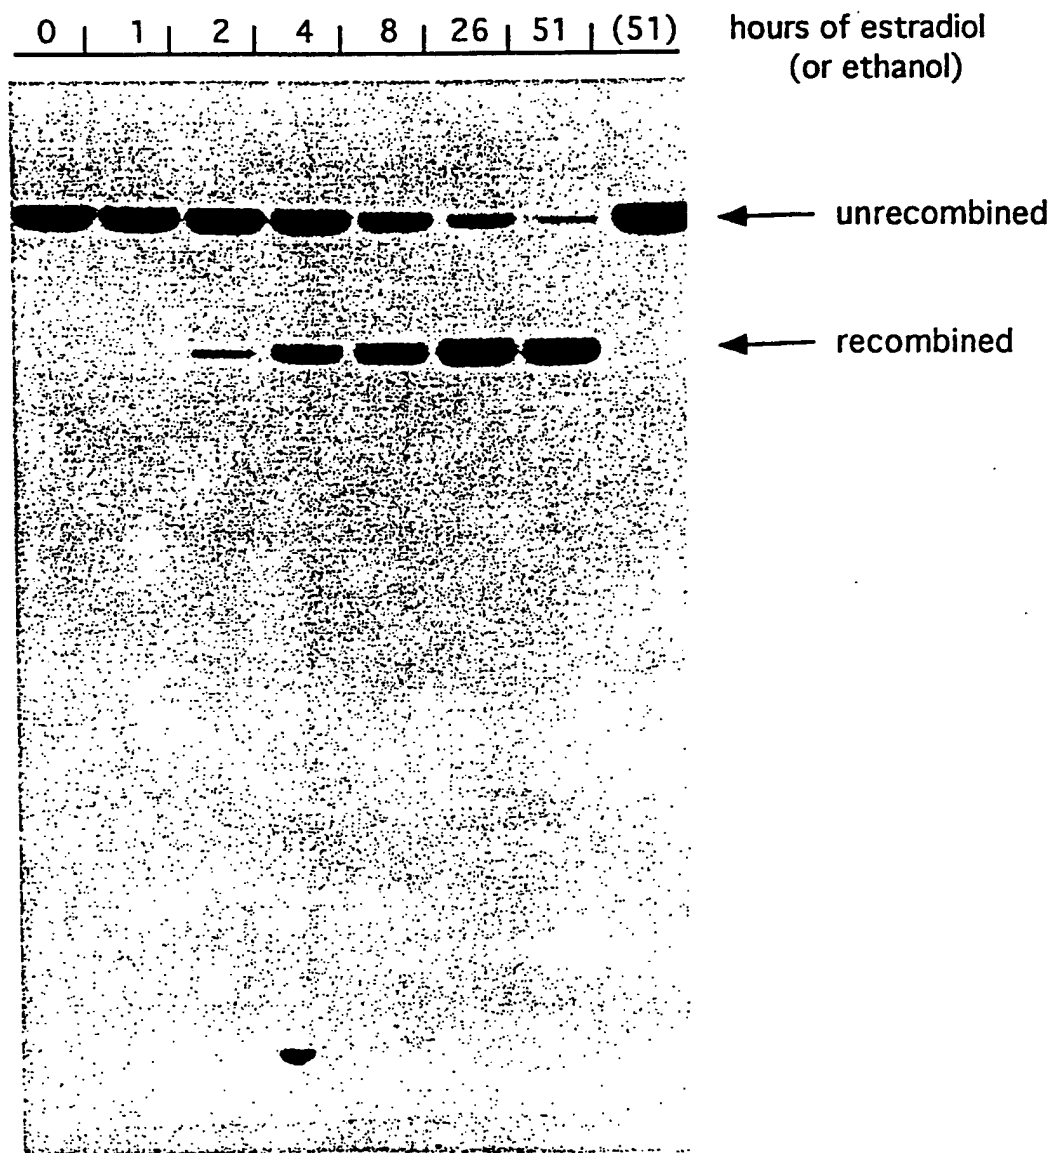 0 | 1 | 2 | 4 | 8 | 26 | 51 | (51) hours of estradiol
(or ethanol)
unrecombined
recombined